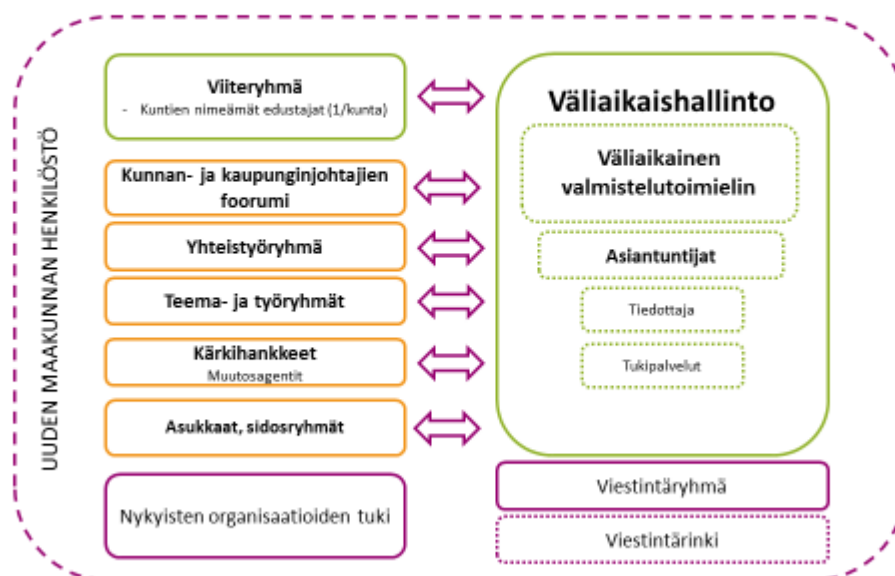 UUDEN MAAKUNNAN HENKILÖSTÖ
Viiteryhmä
- Kuntien nimeämät edustajat (1/kunta)
Kunnan- ja kaupunginjohtajien
foorumi
Yhteistyöryhmä
Teema- ja työryhmät
Kärkihankkeet
Muutosagentit
Asukkaat, sidosryhmät
Nykyisten organisaatioiden tuki
Väliaikaishallinto
Väliaikainen
valmistelutoimielin
Asiantuntijat
Tiedottaja
Tukipalvelut
Viestintäryhmä
Viestintärinki